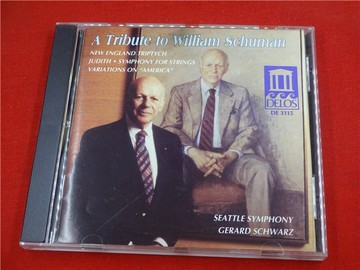 A Tribute to William Schuman
NEW ENGLAND TRIPTYCH
JUDITH • SYMPHONY FOR STRINGS
VARIATIONS ON "AMERICA"
DELOS
DE 3115
SEATTLE SYMPHONY
GERARD SCHWARZ